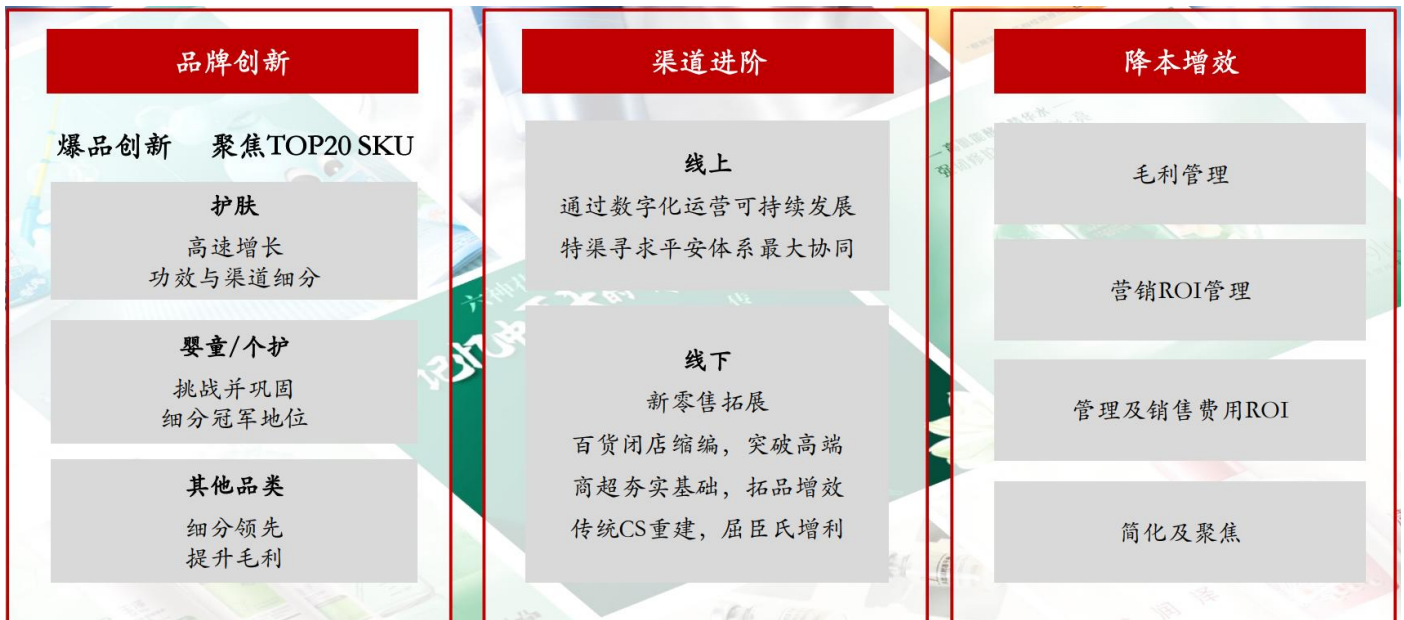 品牌创新
爆品创新 聚焦TOP20 SKU
护肤
高速增长
功效与渠道细分
婴童/个护
挑战并巩固
细分冠军地位
其他品类
细分领先
提升毛利
渠道进阶
线上
通过数字化运营可持续发展
特渠寻求平安体系最大协同
线下
新零售拓展
百货闭店缩编，突破高端
商超夯实基础，拓品增效
传统CS重建，屈臣氏增利
降本增效
毛利管理
营销ROI管理
管理及销售费用ROI
简化及聚焦